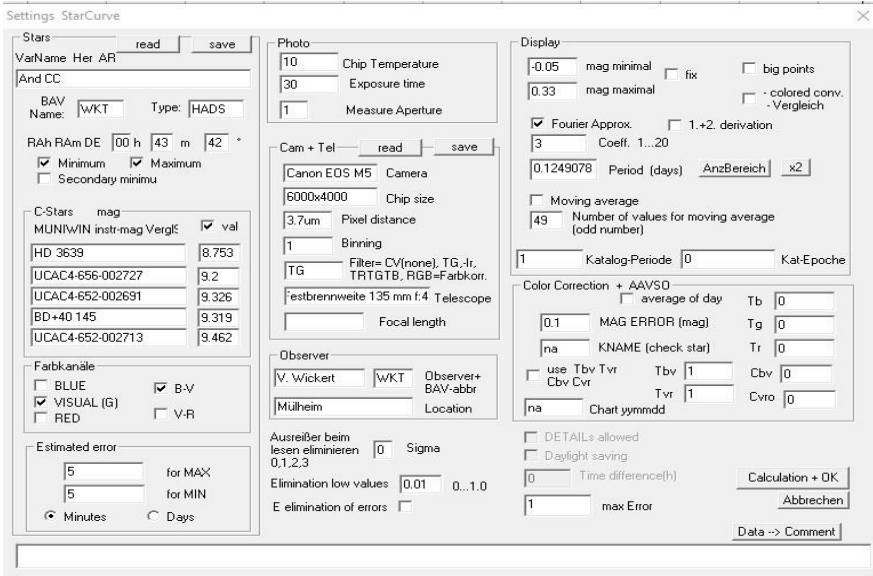 Settings StarCurve
Stars
read
save
VarName Her AR
And CC
BAV Name:
WKT
Type:
HADS
RAh RAm DE
00 h
43 m
42 °
Minimum
Maximum
Secondary minimu
C-Stars mag
MUNIWIN instr-mag VerglS
val
HD 3639
8.753
UCAC4-656-002727
9.2
UCAC4-652-002691
9.326
BD+40 145
9.319
UCAC4-652-002713
9.462
Farbkanäle
BLUE
B-V
VISUAL (G)
RED
V-R
Estimated error
5
for MAX
5
for MIN
Minutes
Days
Photo
10
Chip Temperature
30
Exposure time
1
Measure Aperture
Cam + Tel
read
save
Canon EOS M5
Camera
6000x4000
Chip size
3.7um
Pixel distance
1
Binning
TG
Filter= CV(none), TG,-Ir,
TRTGTB, RGB=Farbkorr.
estbrennweite 135 mm f:4
Telescope
Focal length
Observer
V. Wickert
WKT
Observer+
BAV-abbr
Mülheim
Location
Ausreißer beim
lesen eliminieren
0,1,2,3
0
Sigma
Elimination low values
0.01
0...1.0
E elimination of errors
Display
-0.05
mag minimal
0.33
mag maximal
fix
big points
- colored conv.
- Vergleich
Fourier Approx.
1.+2. derivation
3
Coeff. 1...20
0.1249078
Period (days)
AnzBereich
x2
Moving average
49
Number of values for moving average
(odd number)
1
Katalog-Periode
0
Kat-Epoche
Color Correction + AAVSO
average of day
Tb
0
0.1
MAG ERROR (mag)
Tg
0
na
KNAME (check star)
Tr
0
use Tbv Tvr
Cbv Cvr
Tbv
1
Cbv
0
Tvr
1
Cvro
0
na
Chart yymmdd
DETAILs allowed
Daylight saving
0
Time difference(h)
Calculation + OK
1
max Error
Abbrechen
Data --> Comment